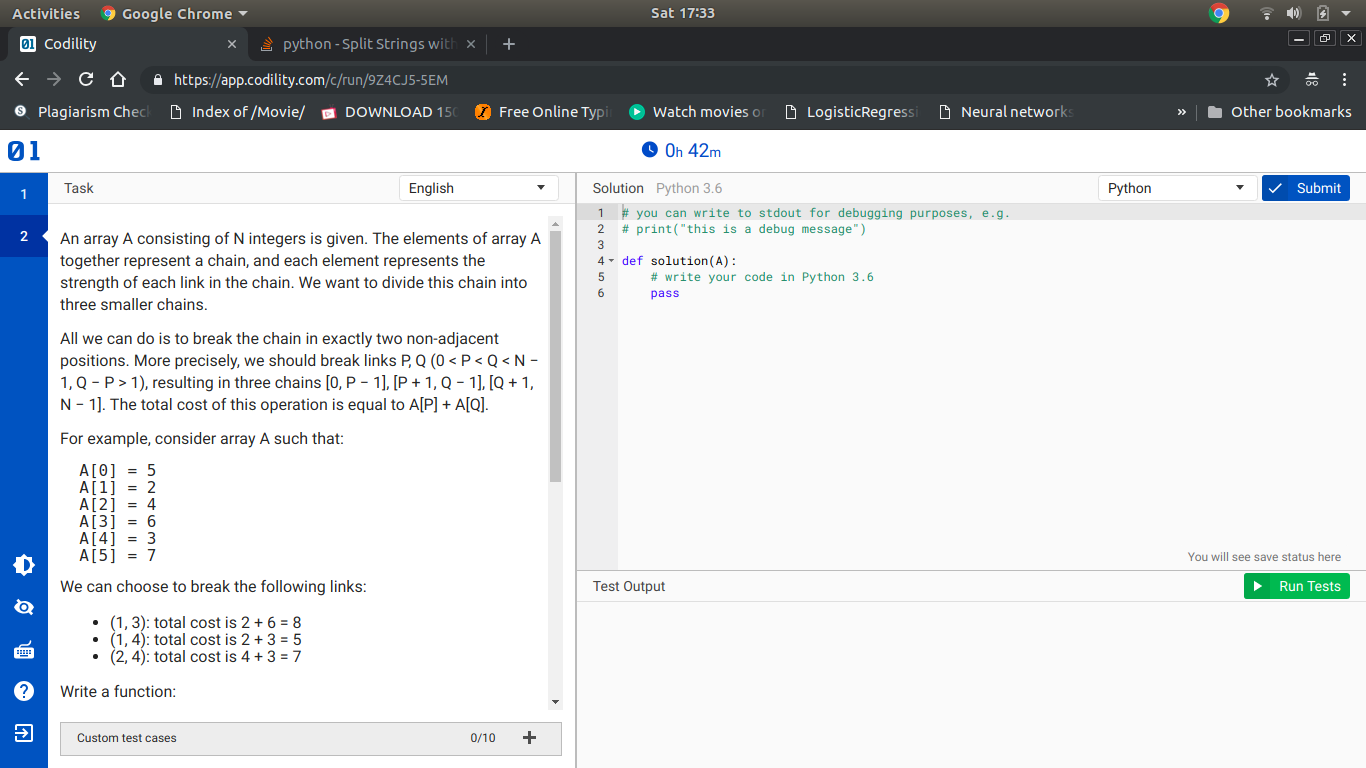 Activities Google Chrome Sat 17:33
Codility python - Split Strings with
https://app.codility.com/c/run/9Z4CJ5-5EM
Plagiarism Check Index of /Movie/ DOWNLOAD 150 Free Online Typi Watch movies on LogisticRegressi Neural networks » Other bookmarks
01 0h 42m
1 Task English Solution Python 3.6 Python Submit
2
An array A consisting of N integers is given. The elements of array A
together represent a chain, and each element represents the
strength of each link in the chain. We want to divide this chain into
three smaller chains.
All we can do is to break the chain in exactly two non-adjacent
positions. More precisely, we should break links P, Q (0 < P < Q < N −
1, Q − P > 1), resulting in three chains [0, P − 1], [P + 1, Q − 1], [Q + 1,
N − 1]. The total cost of this operation is equal to A[P] + A[Q].
For example, consider array A such that:
A[0] = 5
A[1] = 2
A[2] = 4
A[3] = 6
A[4] = 3
A[5] = 7
We can choose to break the following links:
• (1, 3): total cost is 2 + 6 = 8
• (1, 4): total cost is 2 + 3 = 5
• (2, 4): total cost is 4 + 3 = 7
Write a function:
Custom test cases 0/10 +
1 # you can write to stdout for debugging purposes, e.g.
2 # print("this is a debug message")
3
4 def solution(A):
5 # write your code in Python 3.6
6 pass
You will see save status here
Test Output Run Tests